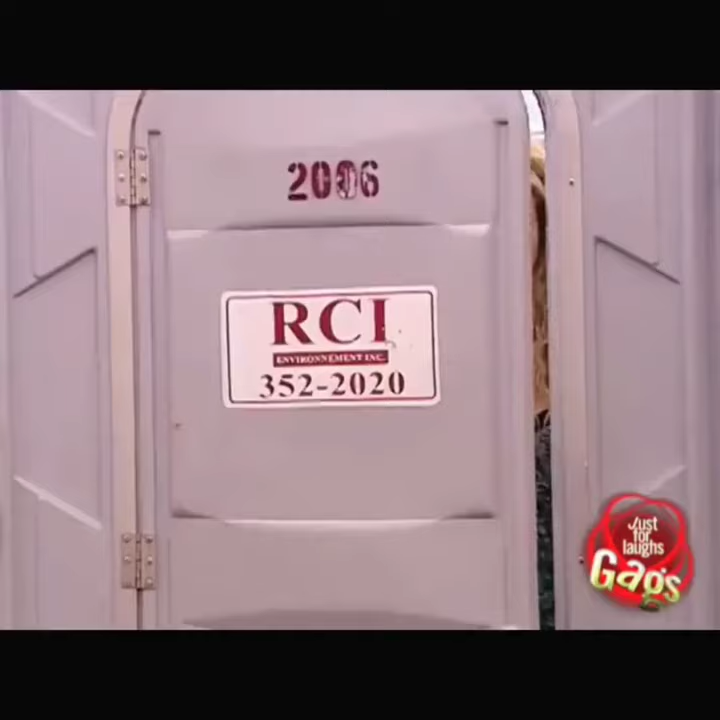 2006
RCI
ENVIRONNEMENT INC.
352-2020
Just
for
laughs
Gags